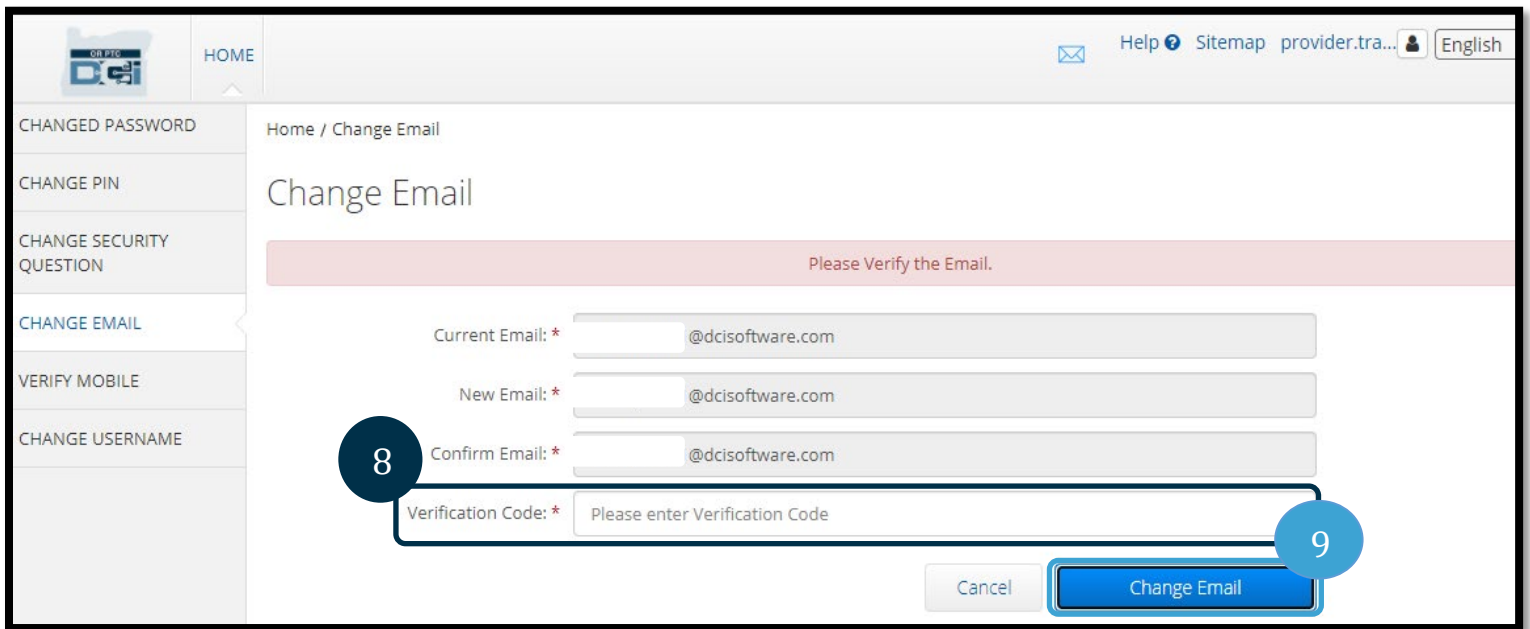 OR PTC
DCi
HOME
Help Sitemap provider.tra... English
CHANGED PASSWORD
CHANGE PIN
CHANGE SECURITY
QUESTION
CHANGE EMAIL
VERIFY MOBILE
CHANGE USERNAME
Home / Change Email
Change Email
Please Verify the Email.
Current Email: * @dcisoftware.com
New Email: * @dcisoftware.com
8
Confirm Email: * @dcisoftware.com
Verification Code: * Please enter Verification Code
9
Cancel Change Email